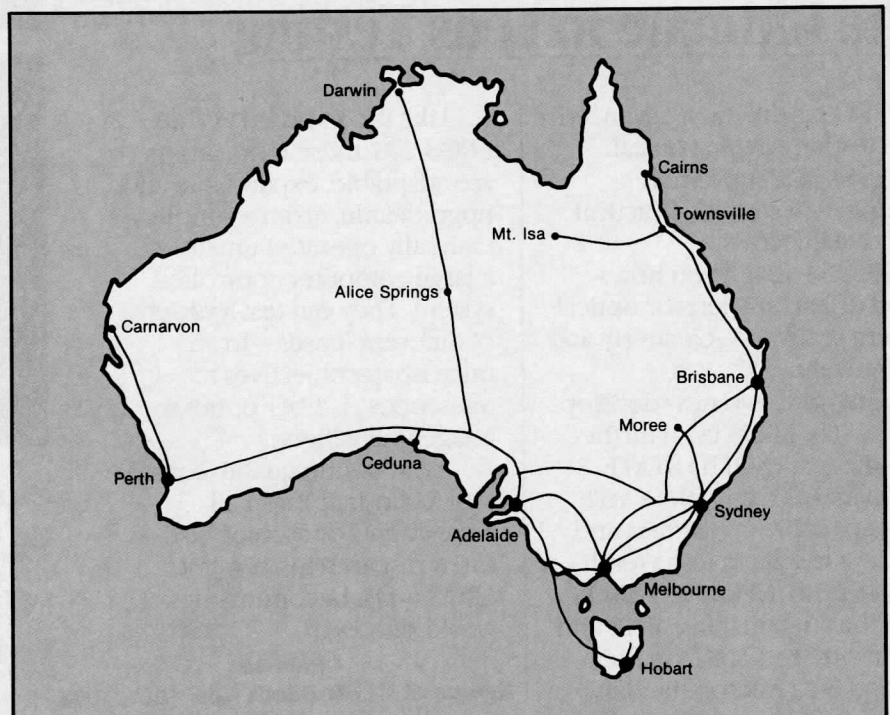 Darwin
Cairns
Townsville
Mt. Isa
Alice Springs
Carnarvon
Brisbane
Moree
Ceduna
Perth
Sydney
Adelaide
Melbourne
Hobart